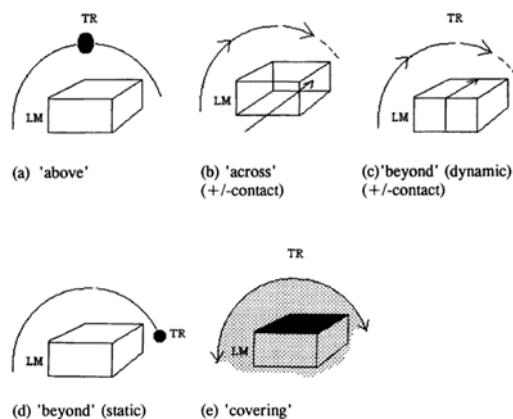 TR
LM
(a) 'above'
LM
(b) 'across'
(+/-contact)
TR
LM
(c)'beyond' (dynamic)
(+/-contact)
TR
LM
(d) 'beyond' (static)
TR
LM
(e) 'covering'